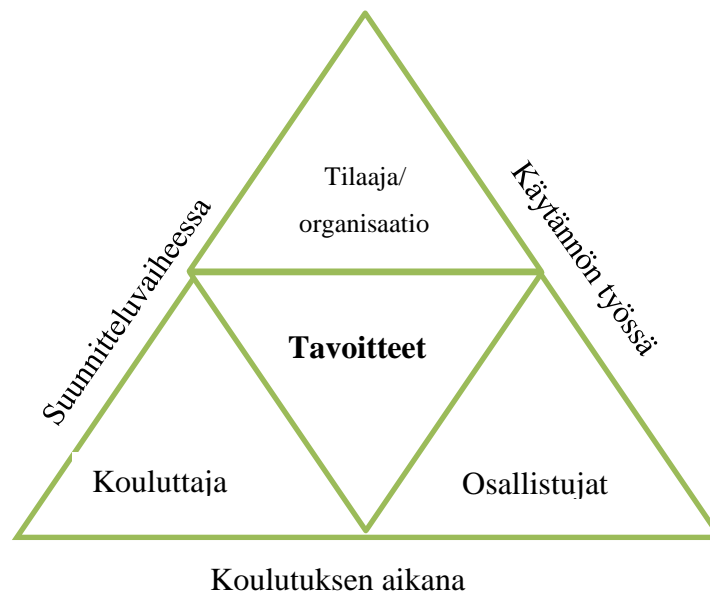 Tilaaja/
organisaatio
Suunnitteluvaiheessa
Käytännön työssä
Tavoitteet
Kouluttaja
Osallistujat
Koulutuksen aikana